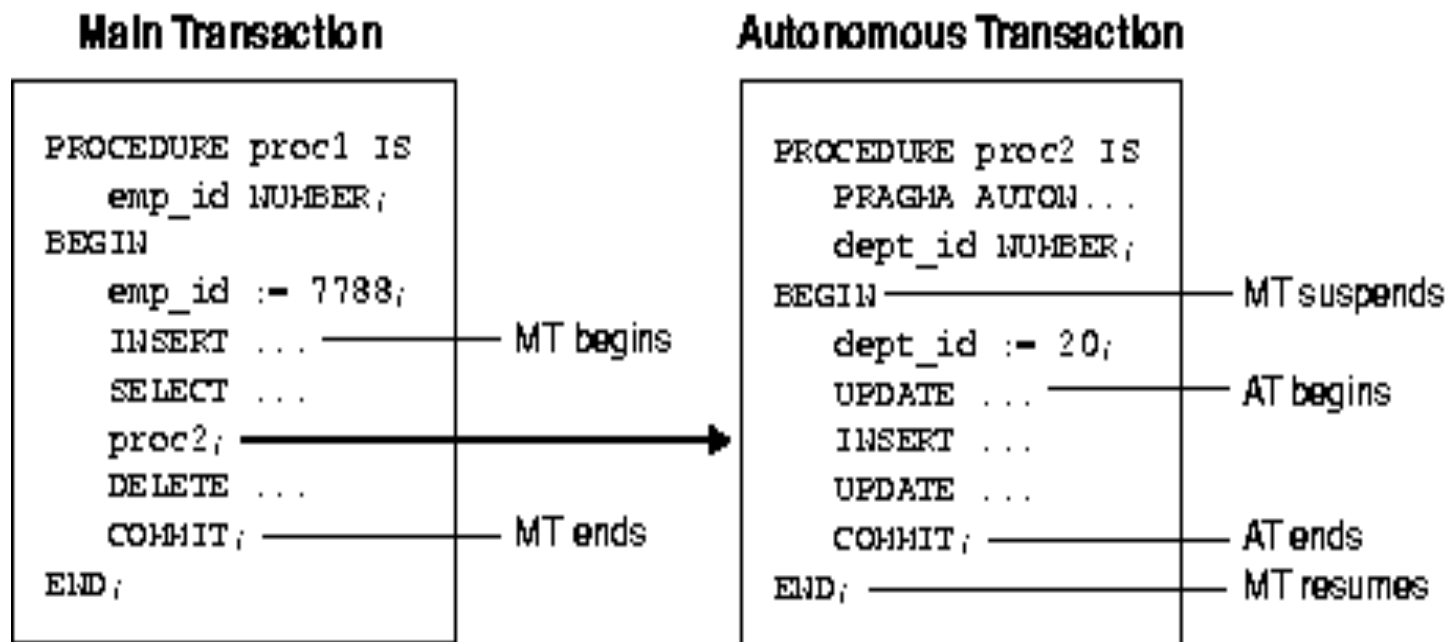 Main Transaction
PROCEDURE proc1 IS
emp_id NUMBER;
BEGIN
emp_id := 7788;
INSERT ...
MT begins
SELECT ...
proc2;
DELETE ...
COMMIT;
MT ends
END;
Autonomous Transaction
PROCEDURE proc2 IS
PRAGMA AUTON...
dept_id NUMBER;
BEGIN
MT suspends
dept_id := 20;
UPDATE ...
AT begins
INSERT ...
UPDATE ...
COMMIT;
AT ends
END;
MT resumes